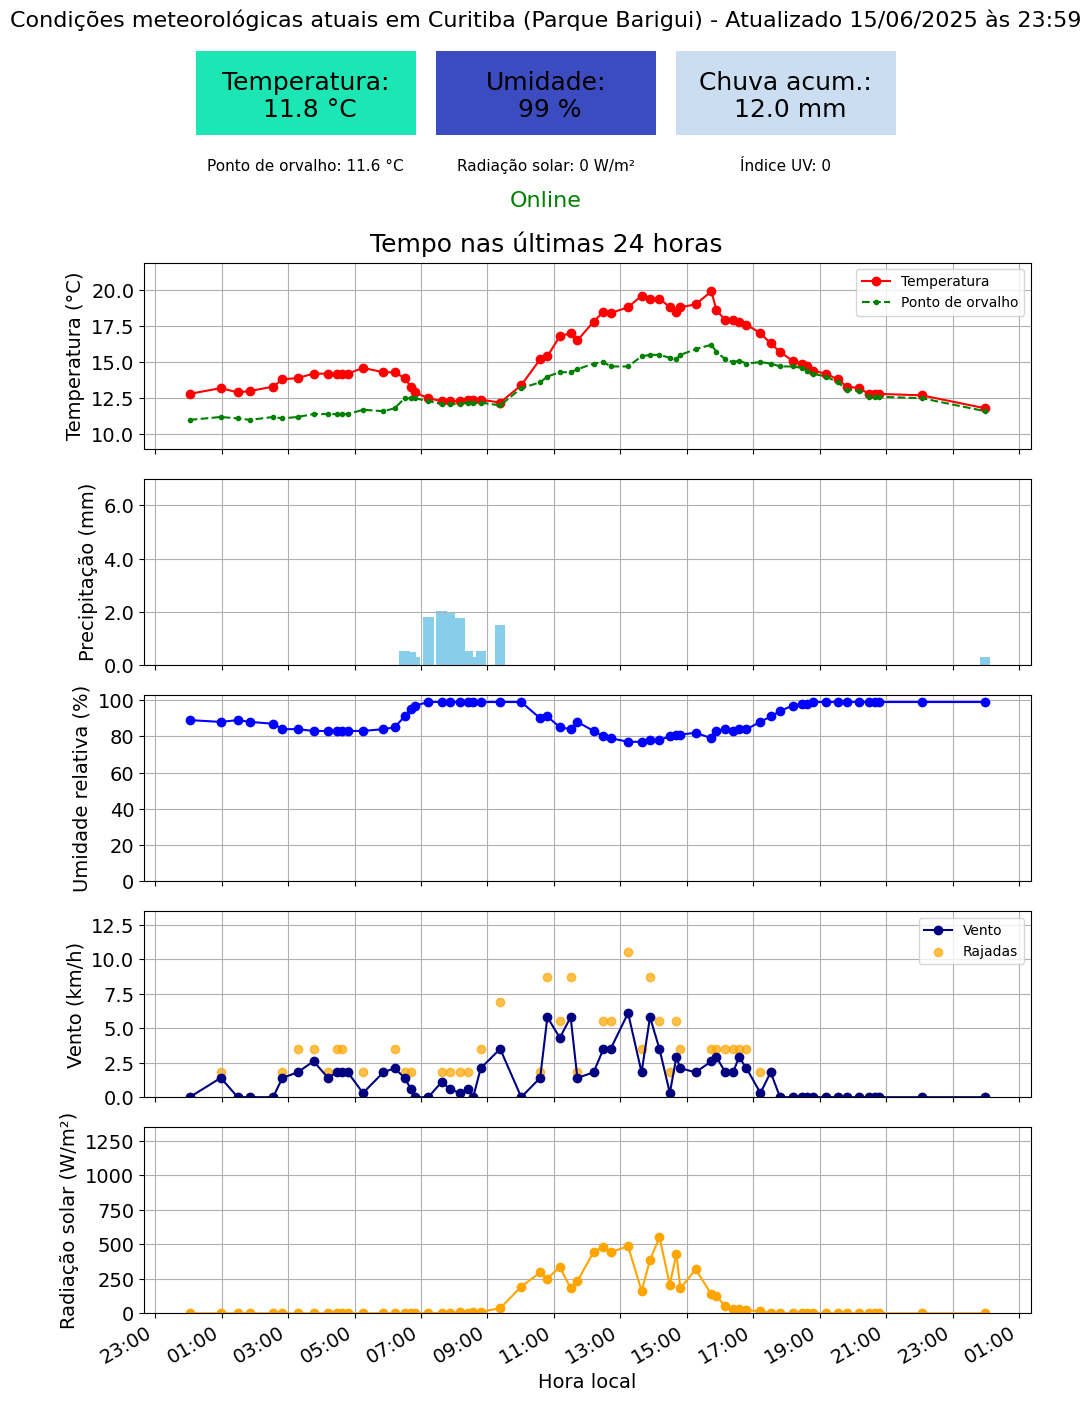 Condições meteorológicas atuais em Curitiba (Parque Barigui) - Atualizado 15/06/2025 às 23:59
Temperatura:
11.8 °C
Umidade:
99 %
Chuva acum.:
12.0 mm
Ponto de orvalho: 11.6 °C
Radiação solar: 0 W/m²
Índice UV: 0
Online
Tempo nas últimas 24 horas
Temperatura (°C)
20.0
17.5
15.0
12.5
10.0
Temperatura
Ponto de orvalho
Precipitação (mm)
6.0
4.0
2.0
0.0
Umidade relativa (%)
100
80
60
40
20
0
Vento (km/h)
12.5
10.0
7.5
5.0
2.5
0.0
Vento
Rajadas
Radiação solar (W/m²)
1250
1000
750
500
250
0
23:00
01:00
03:00
05:00
07:00
09:00
11:00
13:00
15:00
17:00
19:00
21:00
23:00
01:00
Hora local